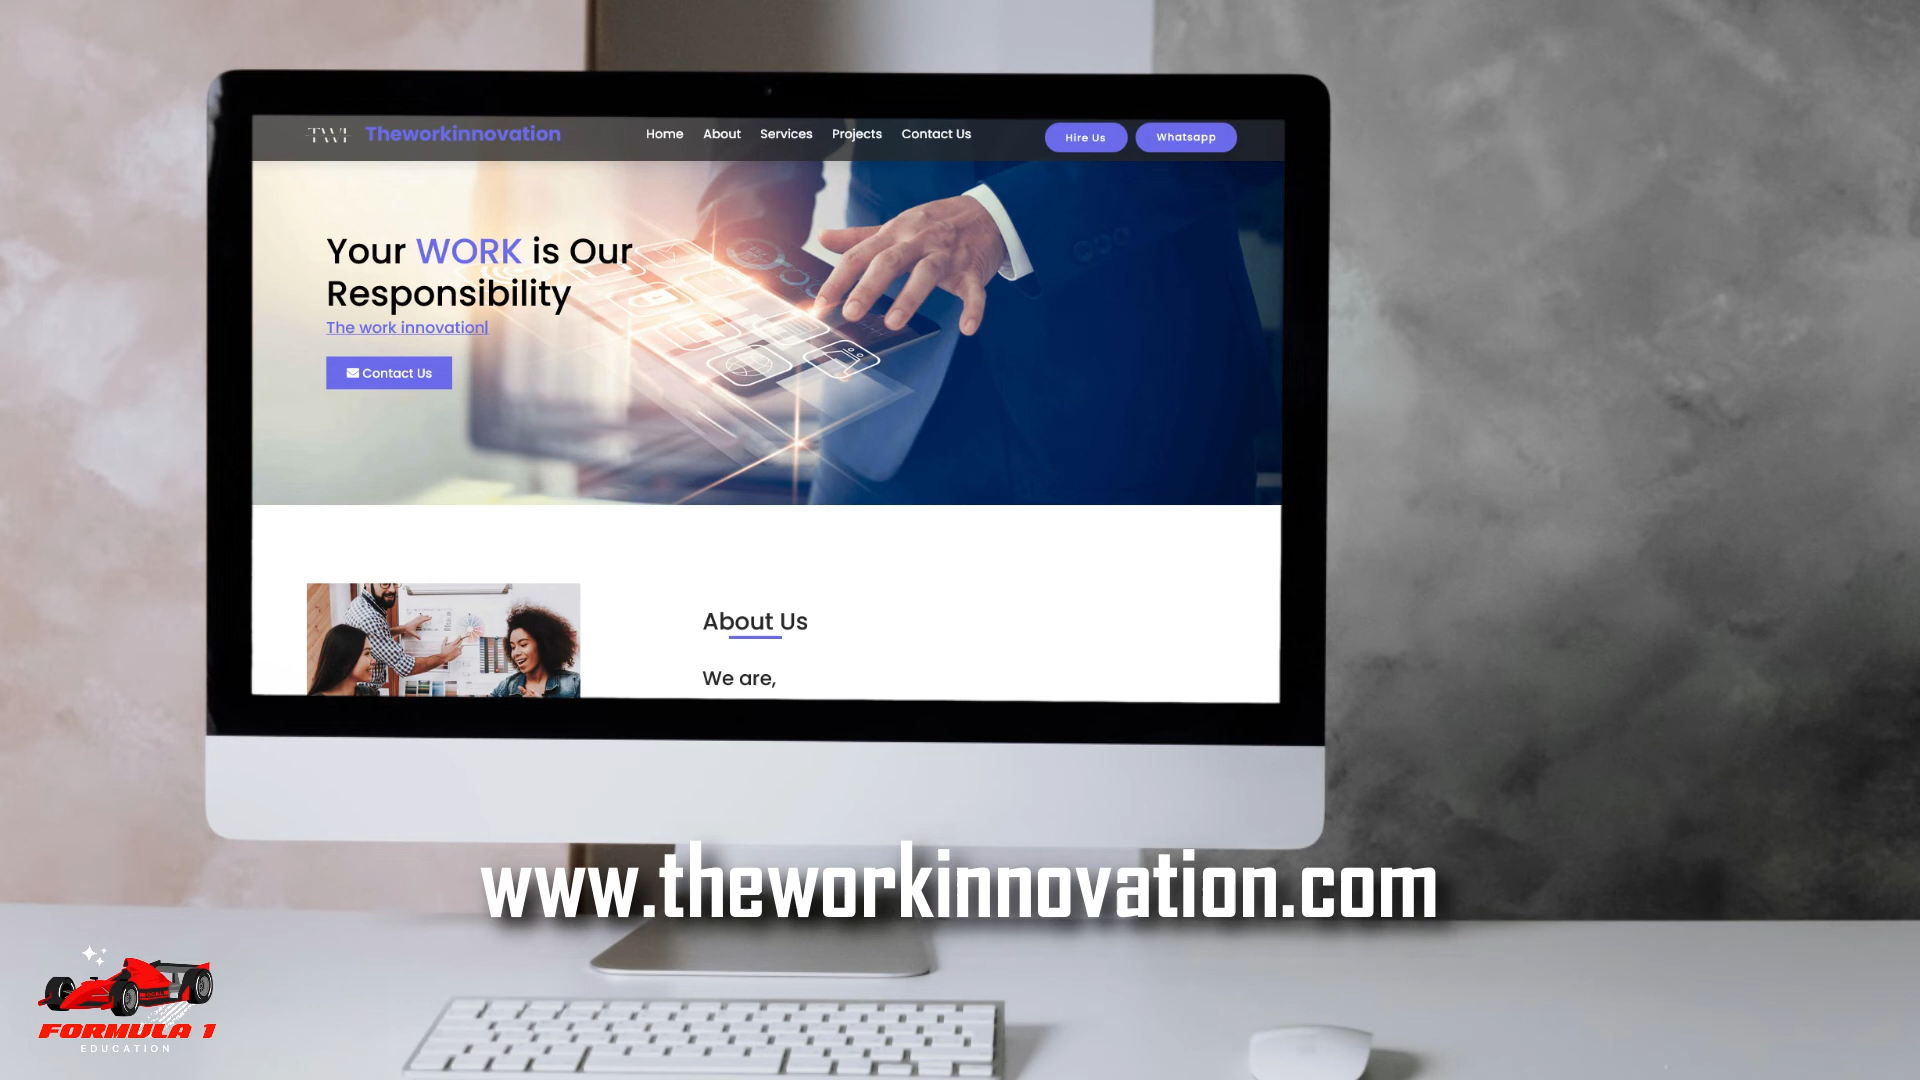 TWI Theworkinnovation Home About Services Projects Contact Us Hire Us Whatsapp
Your WORK is Our
Responsibility
The work innovation|
Contact Us
About Us
We are,
www.theworkinnovation.com
FORMULA 1
EDUCATION